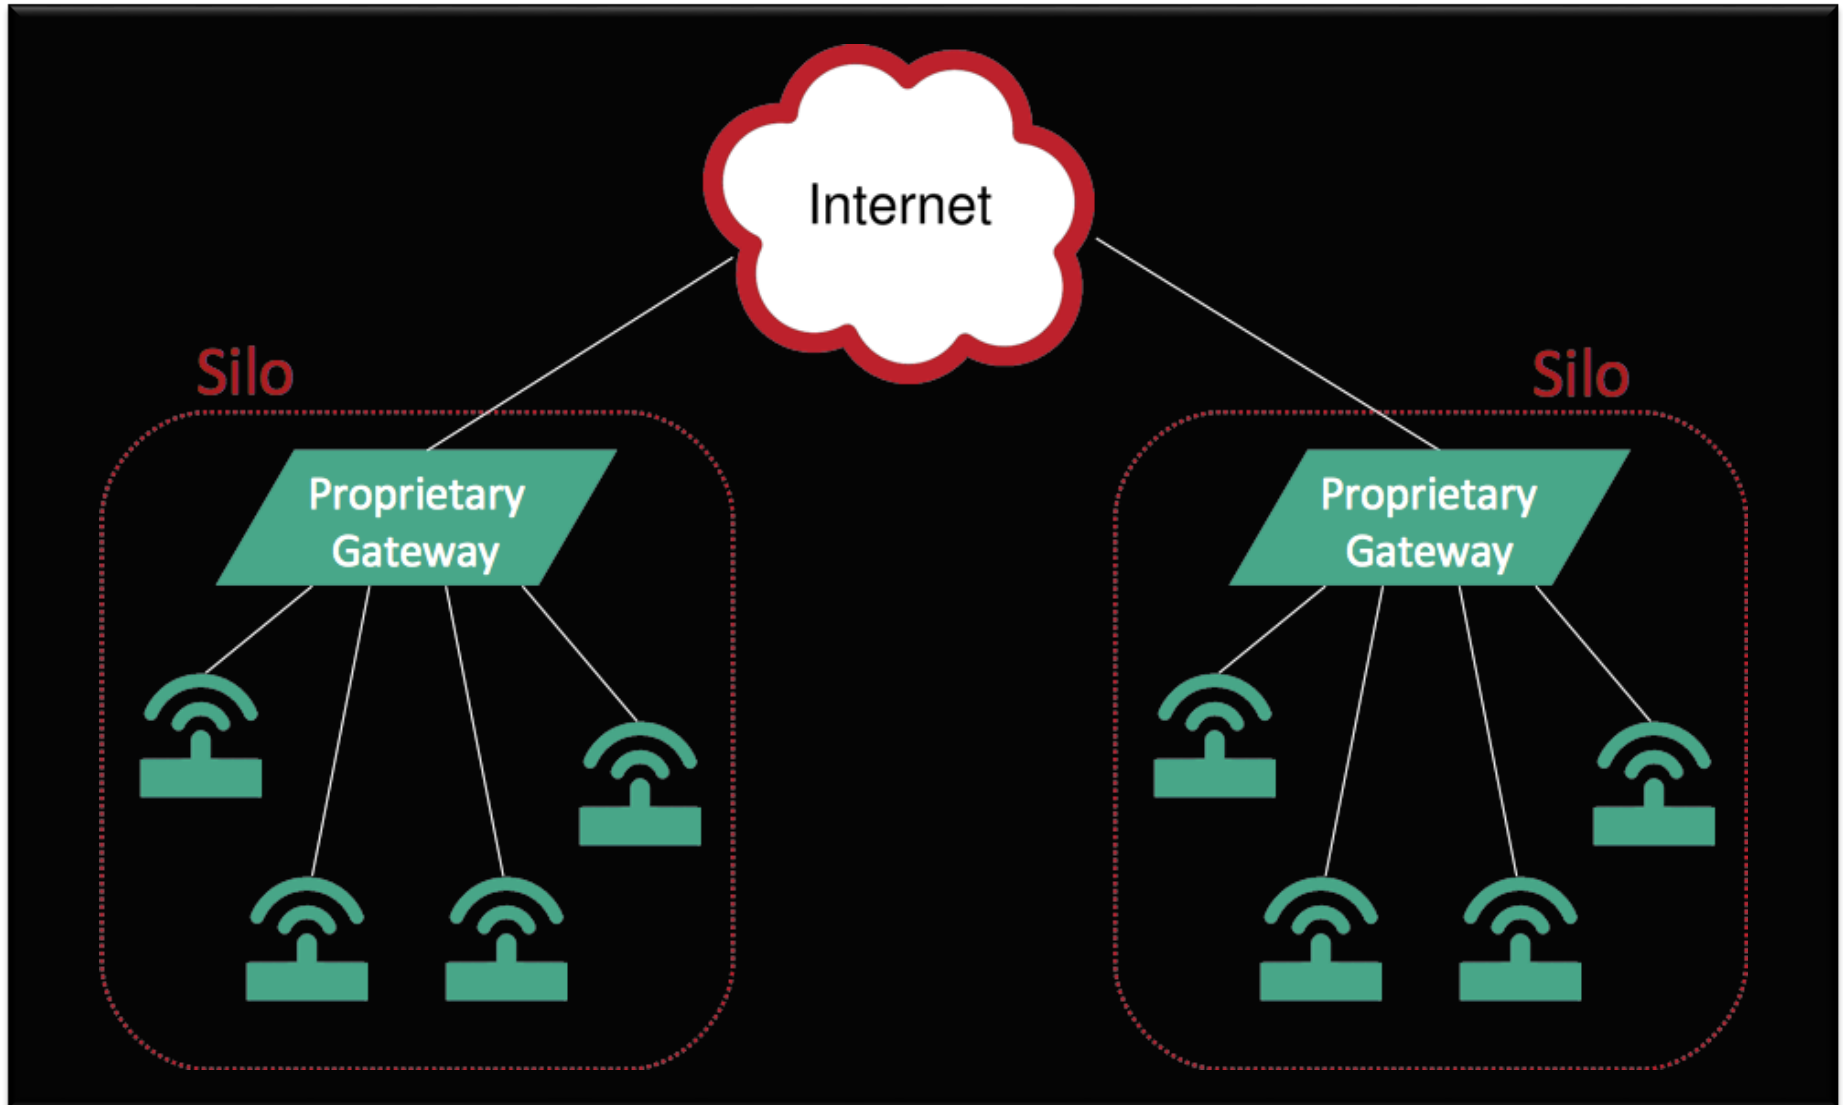 Internet
Silo
Silo
Proprietary
Gateway
Proprietary
Gateway